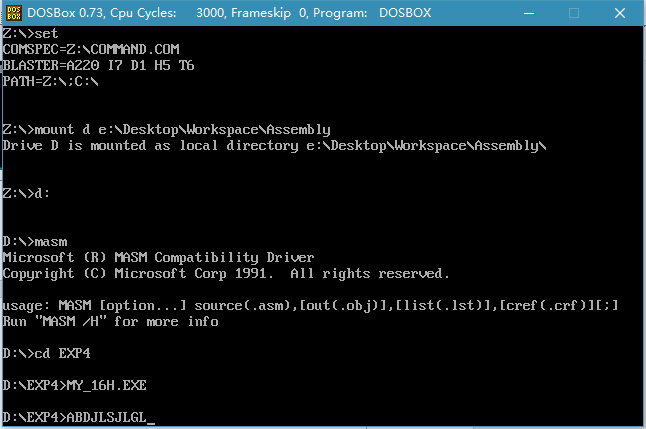 DOSBox 0.73, Cpu Cycles: 3000, Frameskip 0, Program: DOSBOX
Z:\>set
COMSPEC=Z:\COMMAND.COM
BLASTER=A220 I7 D1 H5 T6
PATH=Z:\;C:\
Z:\>mount d e:\Desktop\Workspace\Assembly
Drive D is mounted as local directory e:\Desktop\Workspace\Assembly\
Z:\>d:
D:\>masm
Microsoft (R) MASM Compatibility Driver
Copyright (C) Microsoft Corp 1991.  All rights reserved.
usage: MASM [option...] source(.asm),[out(.obj)],[list(.lst)],[cref(.crf)][;]
Run "MASM /H" for more info
D:\>cd EXP4
D:\EXP4>MY_16H.EXE
D:\EXP4>ABDJLSJLGL_